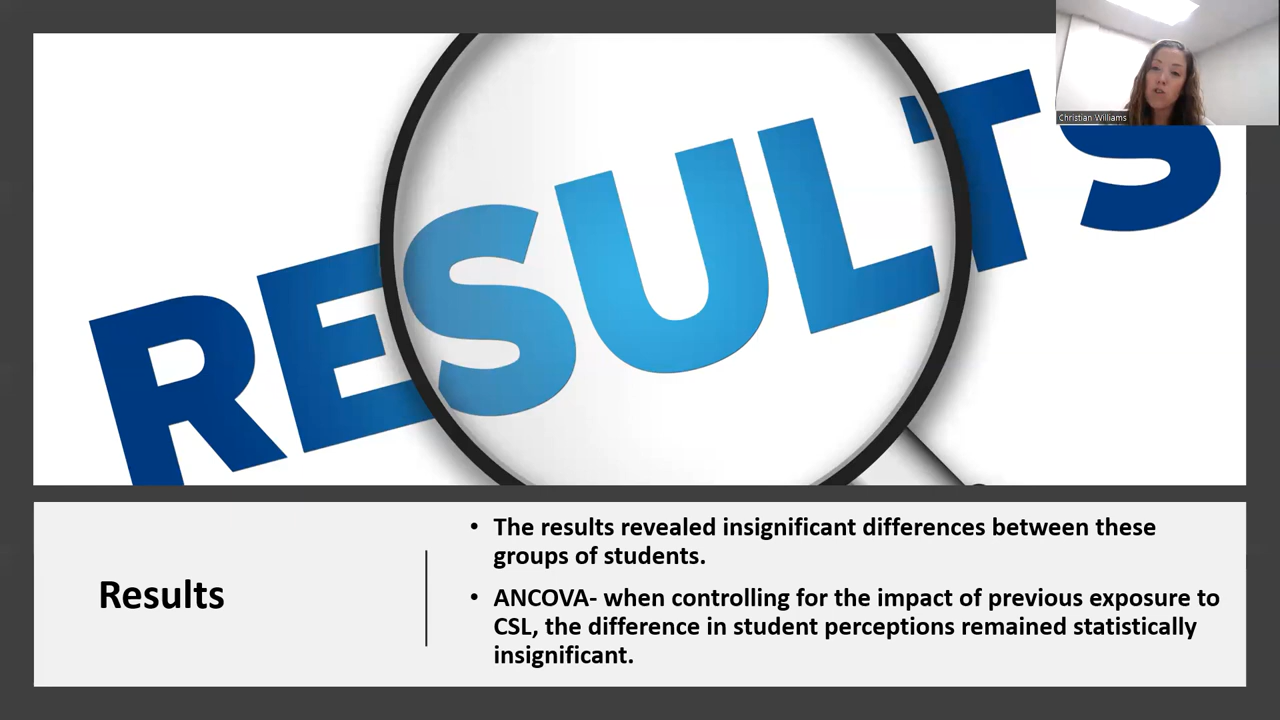 RESULTS
Christian Williams
Results
• The results revealed insignificant differences between these
groups of students.
• ANCOVA- when controlling for the impact of previous exposure to
CSL, the difference in student perceptions remained statistically
insignificant.